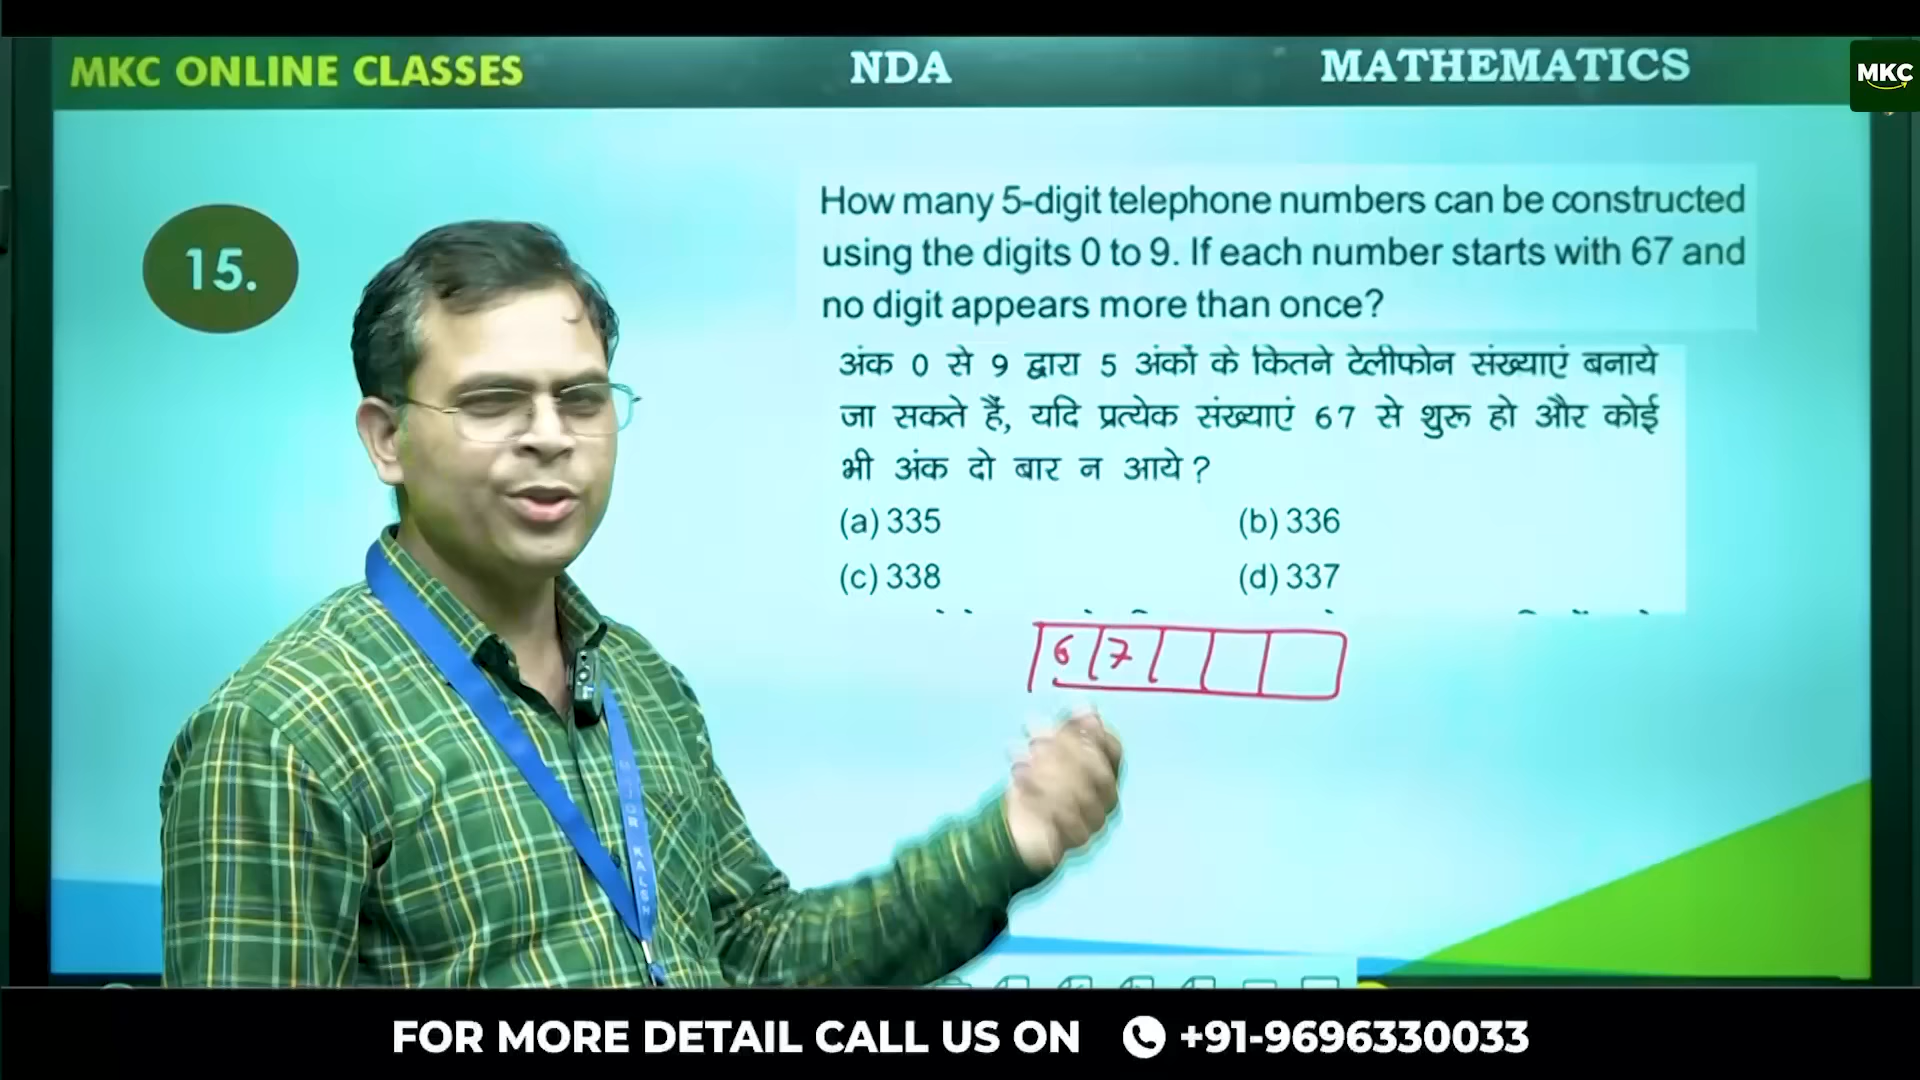 MKC ONLINE CLASSES
NDA
MATHEMATICS
MKC
15.
How many 5-digit telephone numbers can be constructed
using the digits 0 to 9. If each number starts with 67 and
no digit appears more than once?
अंक 0 से 9 द्वारा 5 अंकों के कितने टेलीफोन संख्याएं बनाये
जा सकते हैं, यदि प्रत्येक संख्याएं 67 से शुरू हो और कोई
भी अंक दो बार न आये?
(a) 335
(b) 336
(c) 338
(d) 337
6 7
MAJOR KALSHI
FOR MORE DETAIL CALL US ON
+91-9696330033